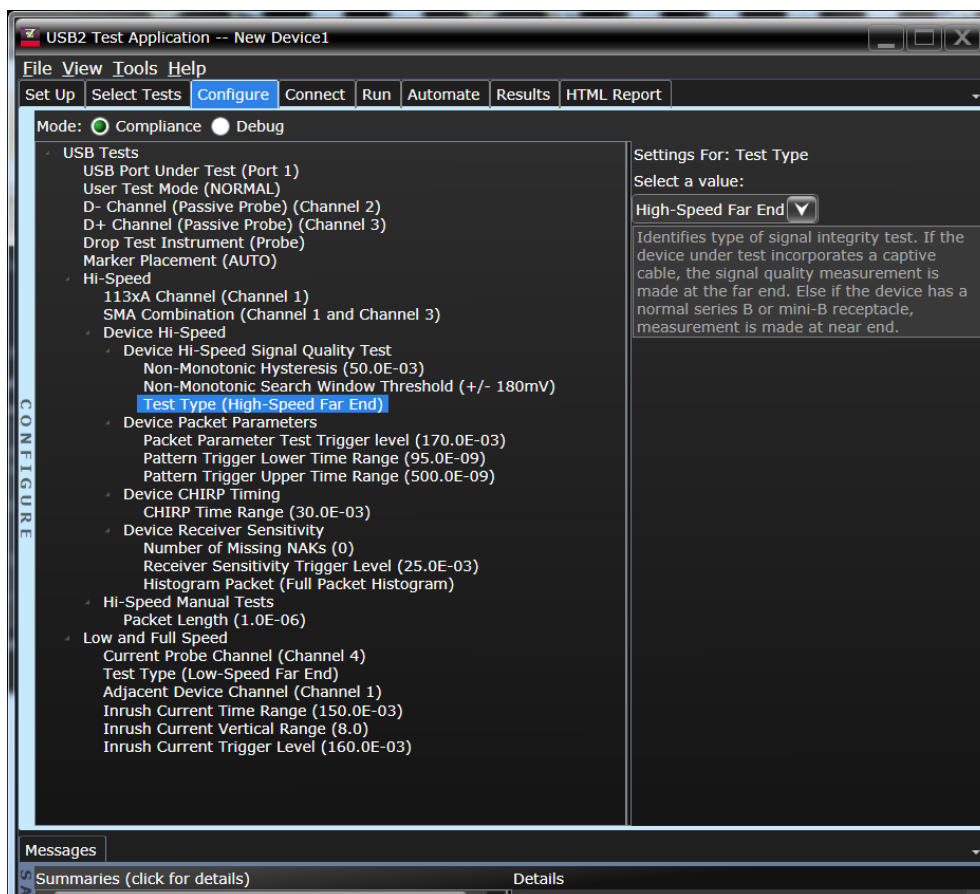 USB2 Test Application -- New Device1
File View Tools Help
Set Up Select Tests Configure Connect Run Automate Results HTML Report
Mode: Compliance Debug
USB Tests
USB Port Under Test (Port 1)
User Test Mode (NORMAL)
D- Channel (Passive Probe) (Channel 2)
D+ Channel (Passive Probe) (Channel 3)
Drop Test Instrument (Probe)
Marker Placement (AUTO)
Hi-Speed
113xA Channel (Channel 1)
SMA Combination (Channel 1 and Channel 3)
Device Hi-Speed
Device Hi-Speed Signal Quality Test
Non-Monotonic Hysteresis (50.0E-03)
Non-Monotonic Search Window Threshold (+/- 180mV)
Test Type (High-Speed Far End)
Device Packet Parameters
Packet Parameter Test Trigger level (170.0E-03)
Pattern Trigger Lower Time Range (95.0E-09)
Pattern Trigger Upper Time Range (500.0E-09)
Device CHIRP Timing
CHIRP Time Range (30.0E-03)
Device Receiver Sensitivity
Number of Missing NAKs (0)
Receiver Sensitivity Trigger Level (25.0E-03)
Histogram Packet (Full Packet Histogram)
Hi-Speed Manual Tests
Packet Length (1.0E-06)
Low and Full Speed
Current Probe Channel (Channel 4)
Test Type (Low-Speed Far End)
Adjacent Device Channel (Channel 1)
Inrush Current Time Range (150.0E-03)
Inrush Current Vertical Range (8.0)
Inrush Current Trigger Level (160.0E-03)
Settings For: Test Type
Select a value:
High-Speed Far End
Identifies type of signal integrity test. If the
device under test incorporates a captive
cable, the signal quality measurement is
made at the far end. Else if the device has a
normal series B or mini-B receptacle,
measurement is made at near end.
CONFIGURE
Messages
Summaries (click for details) Details